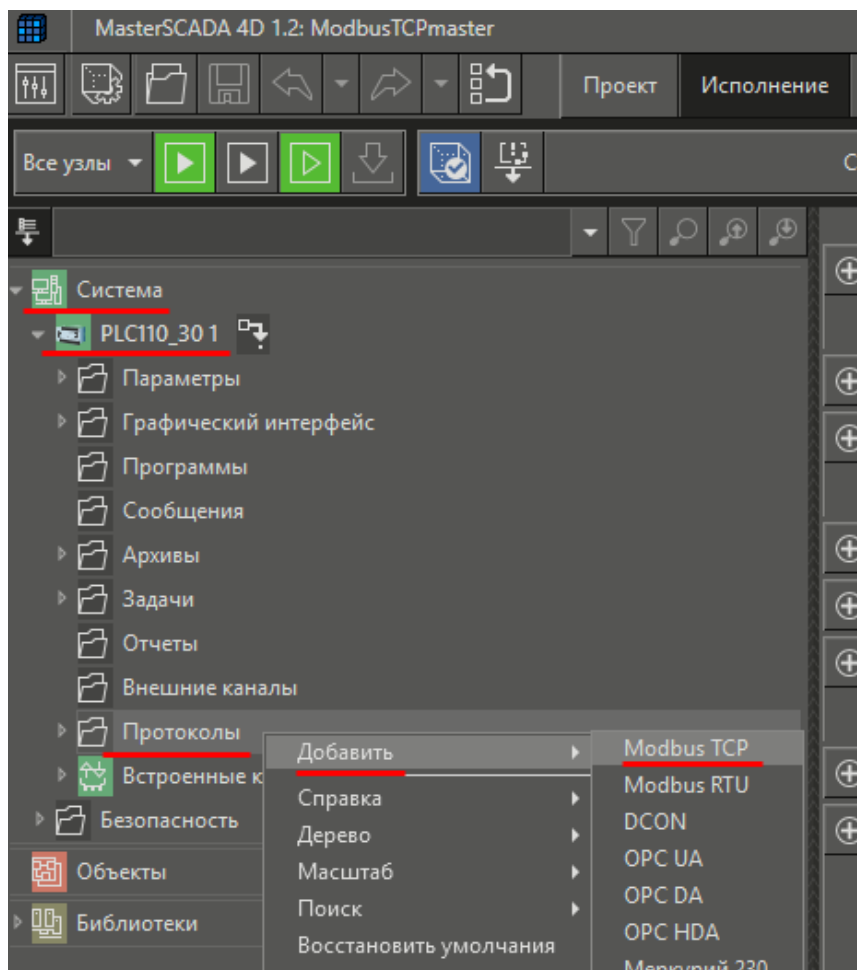 MasterSCADA 4D 1.2: ModbusTCPmaster
Проект Исполнение
Все узлы
С
Система
PLC110_30 1
Параметры
Графический интерфейс
Программы
Сообщения
Архивы
Задачи
Отчеты
Внешние каналы
Протоколы
Встроенные к
Безопасность
Объекты
Библиотеки
Добавить
Справка
Дерево
Масштаб
Поиск
Восстановить умолчания
Modbus TCP
Modbus RTU
DCON
OPC UA
OPC DA
OPC HDA
Меркурий 230